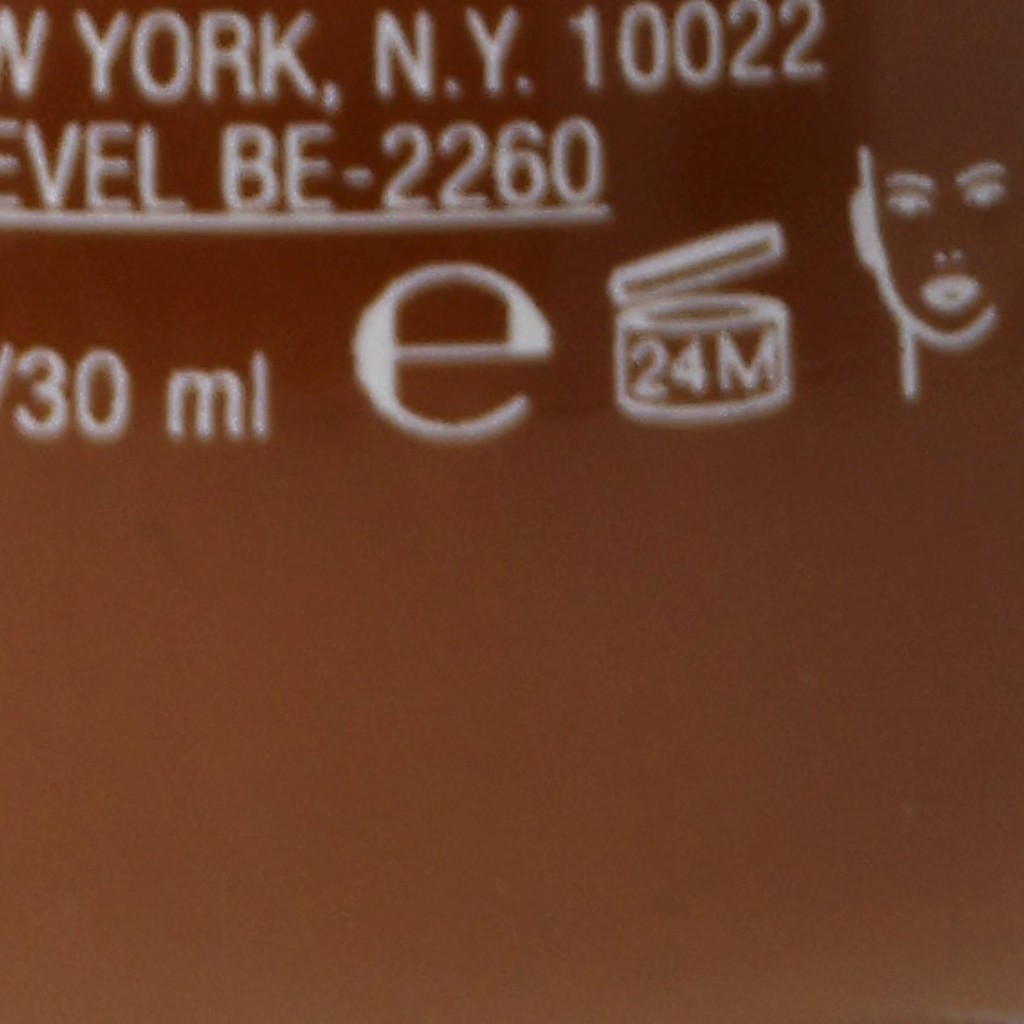 W YORK, N.Y. 10022
EVEL BE-2260
/30 ml e 24M